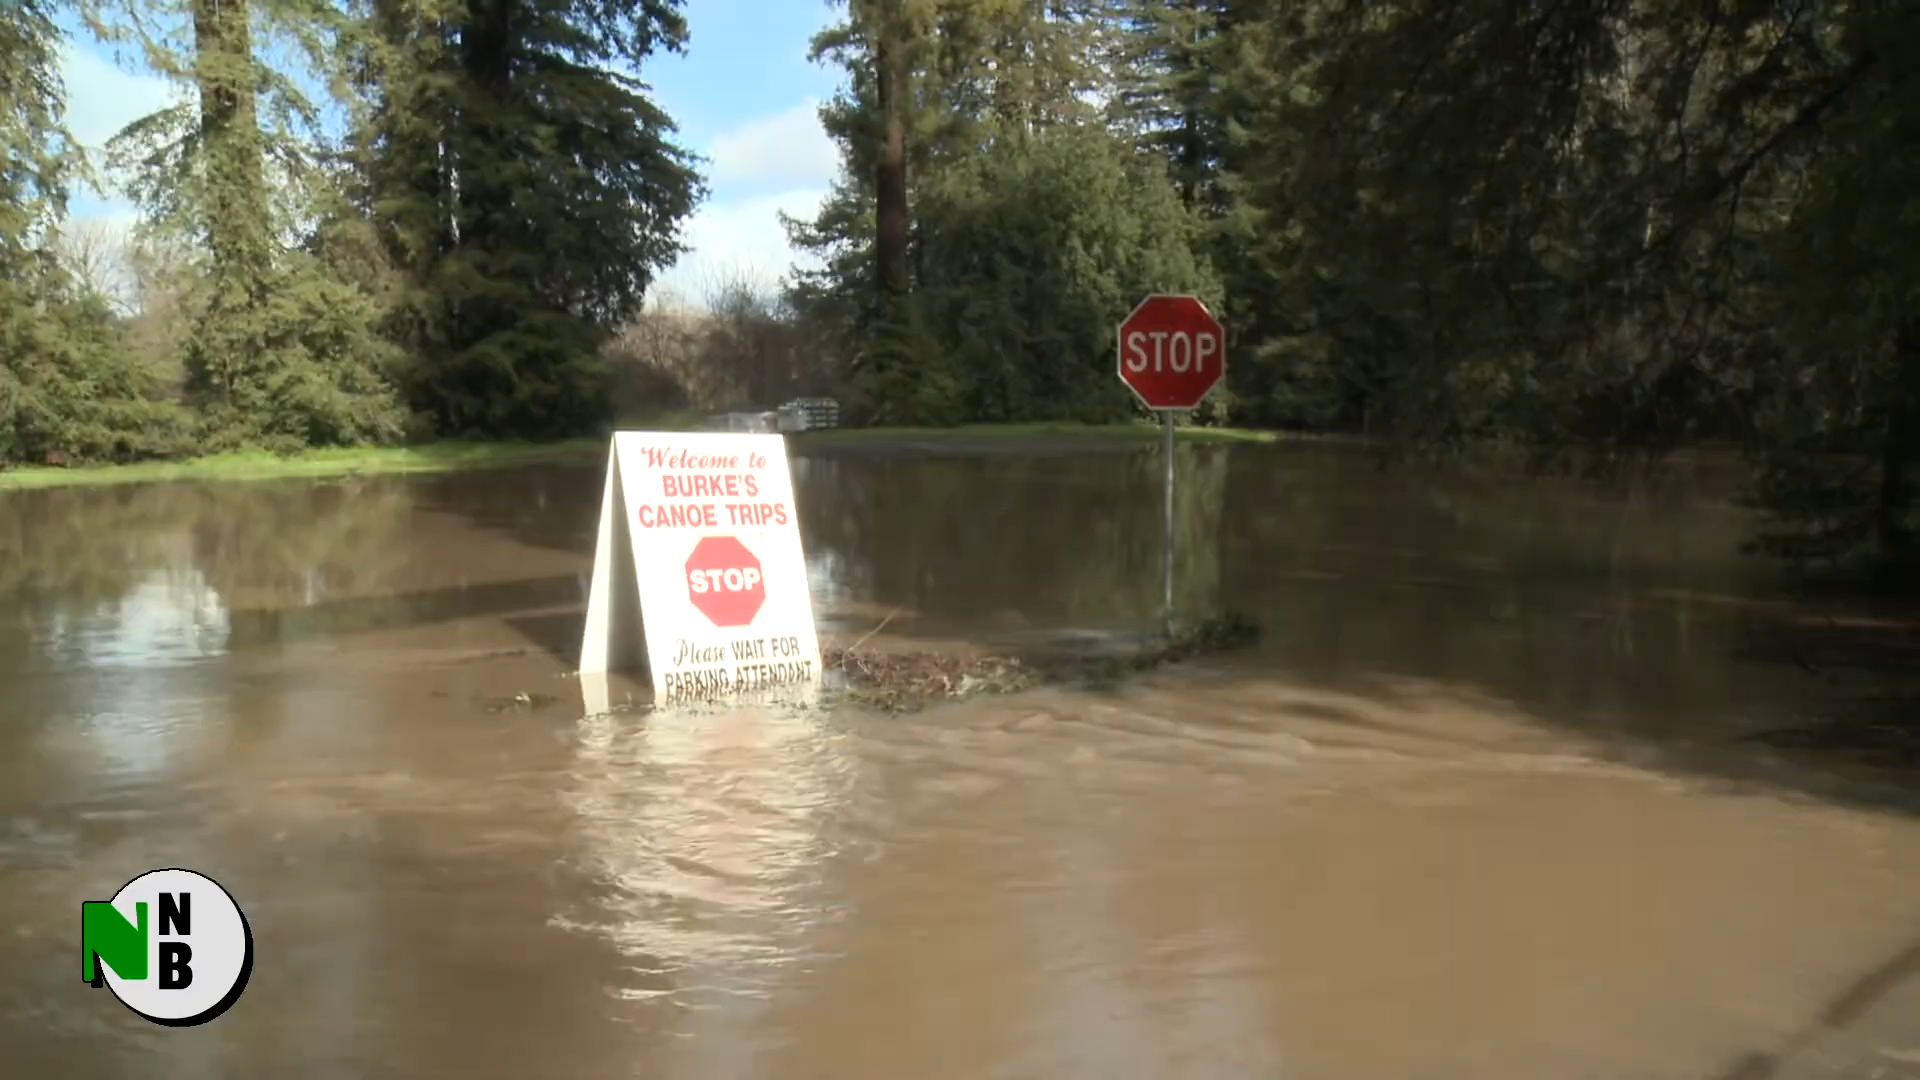 STOP
Welcome to
BURKE'S
CANOE TRIPS
STOP
Please WAIT FOR
PARKING ATTENDANT
N N
B